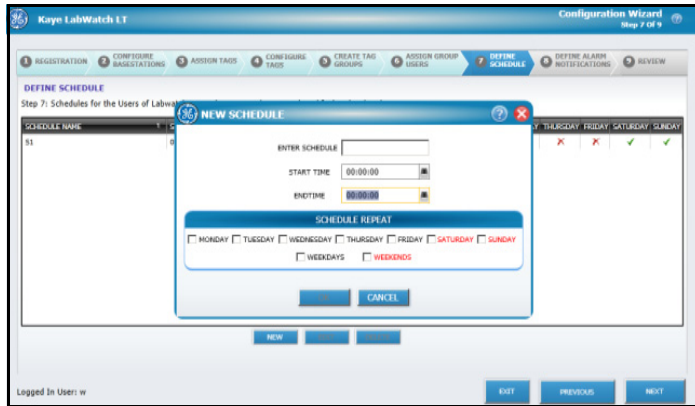 Kaye LabWatch LT
Configuration Wizard
Step 7 Of 9
1 REGISTRATION
2 CONFIGURE BASESTATIONS
3 ASSIGN TAGS
4 CONFIGURE TAGS
5 CREATE TAG GROUPS
6 ASSIGN GROUP USERS
7 DEFINE SCHEDULE
8 DEFINE ALARM NOTIFICATIONS
9 REVIEW
DEFINE SCHEDULE
Step 7: Schedules for the Users of Labwat
SCHEDULE NAME
THURSDAY FRIDAY SATURDAY SUNDAY
S1
NEW SCHEDULE
ENTER SCHEDULE
START TIME 00:00:00
ENDTIME 00:00:00
SCHEDULE REPEAT
MONDAY TUESDAY WEDNESDAY THURSDAY FRIDAY SATURDAY SUNDAY
WEEKDAYS WEEKENDS
CANCEL
NEW
Logged In User: w
EXIT PREVIOUS NEXT